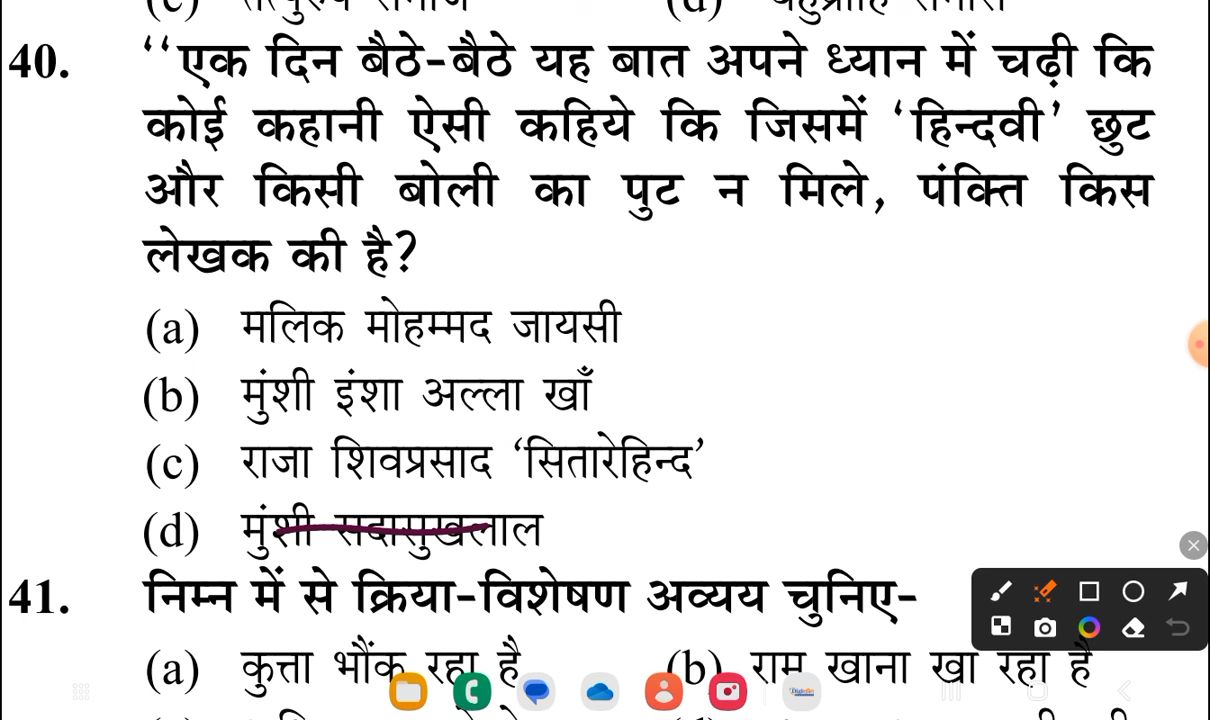 40. ‘‘एक दिन बैठे-बैठे यह बात अपने ध्यान में चढ़ी कि
कोई कहानी ऐसी कहिये कि जिसमें ‘हिन्दवी’ छुट
और किसी बोली का पुट न मिले, पंक्ति किस
लेखक की है?
(a) मलिक मोहम्मद जायसी
(b) मुंशी इंशा अल्ला खाँ
(c) राजा शिवप्रसाद ‘सितारेहिन्द’
(d) मुंशी सदासुखलाल
41. निम्न में से क्रिया-विशेषण अव्यय चुनिए-
(a) कुत्ता भौंक रहा है (b) राम खाना खा रहा है